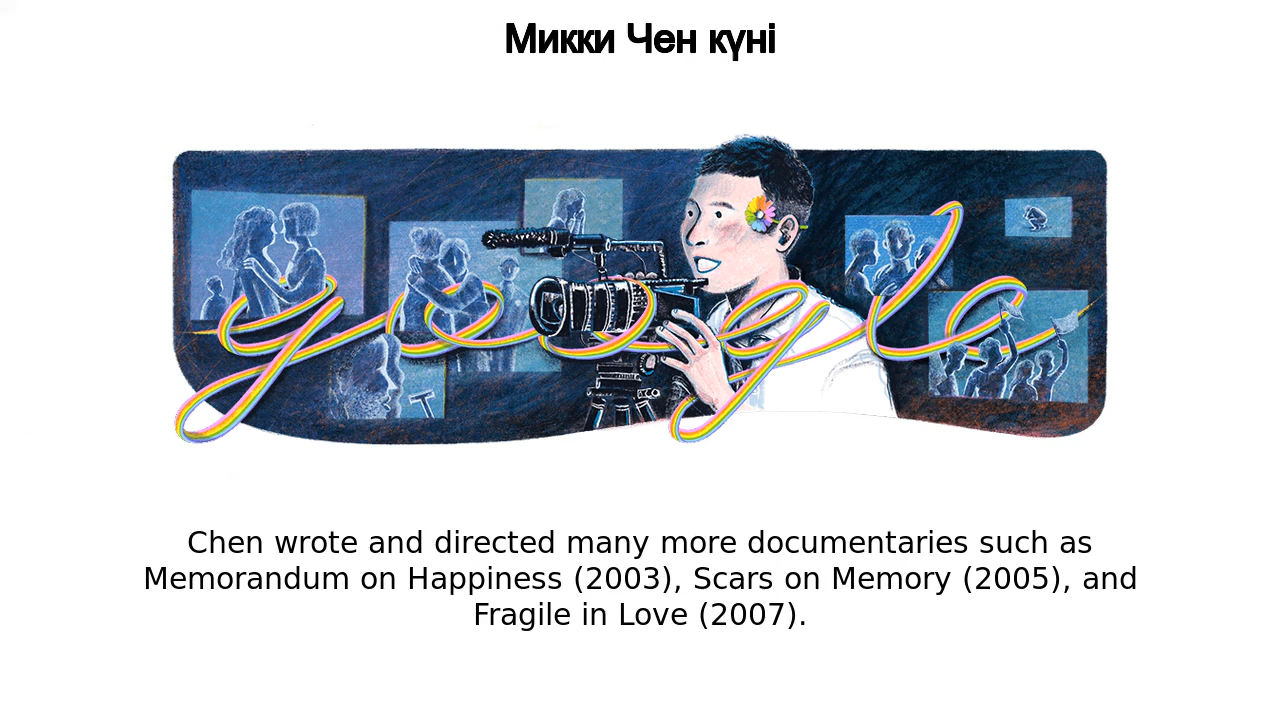 Микки Чен күні
google
Chen wrote and directed many more documentaries such as
Memorandum on Happiness (2003), Scars on Memory (2005), and
Fragile in Love (2007).